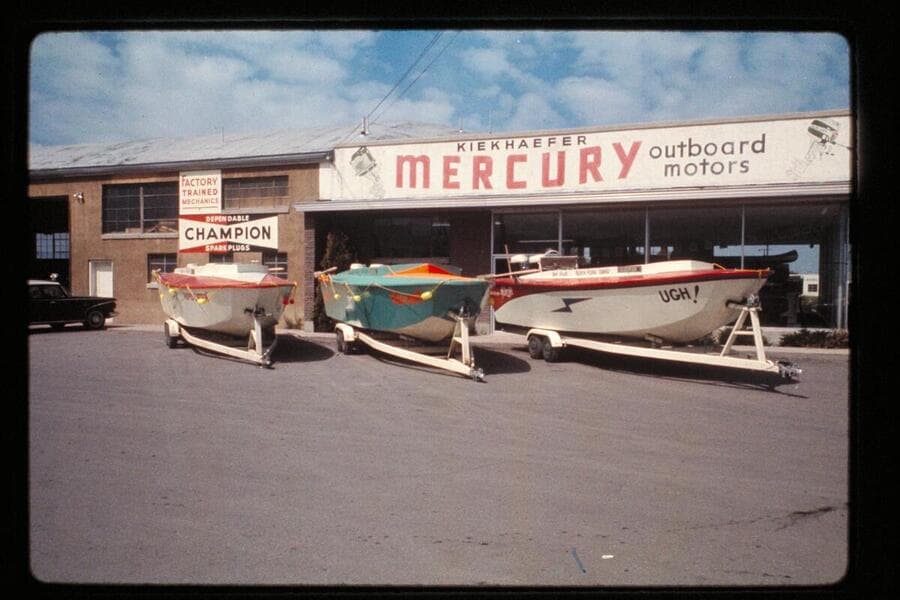 KIEKHAEFER
MERCURY
outboard
motors
FACTORY
TRAINED
MECHANICS
DEPENDABLE
CHAMPION
SPARK PLUGS
UGH!